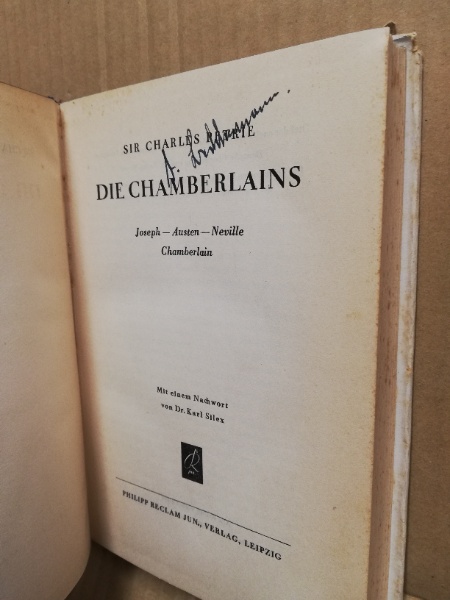 SIR CHARLES PETRIE
DIE CHAMBERLAINS
Joseph — Austen — Neville
Chamberlain
Mit einem Nachwort
von Dr. Karl Silex
PHILIPP RECLAM JUN., VERLAG, LEIPZIG